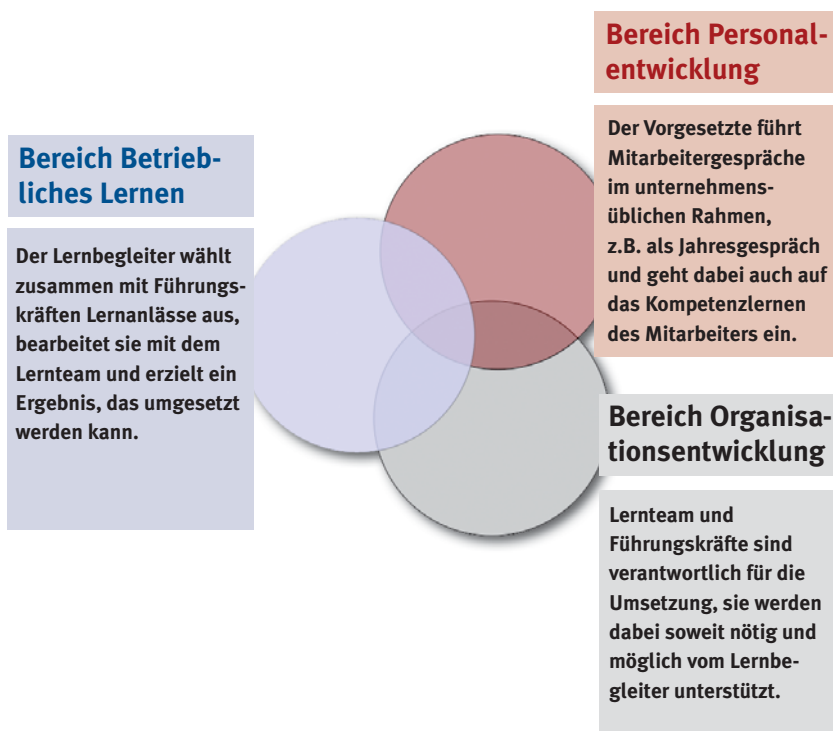 Bereich Betrieb-
liches Lernen
Der Lernbegleiter wählt
zusammen mit Führungs-
kräften Lernanlässe aus,
bearbeitet sie mit dem
Lernteam und erzielt ein
Ergebnis, das umgesetzt
werden kann.
Bereich Personal-
entwicklung
Der Vorgesetzte führt
Mitarbeitergespräche
im unternehmens-
üblichen Rahmen,
z.B. als Jahresgespräch
und geht dabei auch auf
das Kompetenzlernen
des Mitarbeiters ein.
Bereich Organisa-
tionsentwicklung
Lernteam und
Führungskräfte sind
verantwortlich für die
Umsetzung, sie werden
dabei soweit nötig und
möglich vom Lernbe-
gleiter unterstützt.